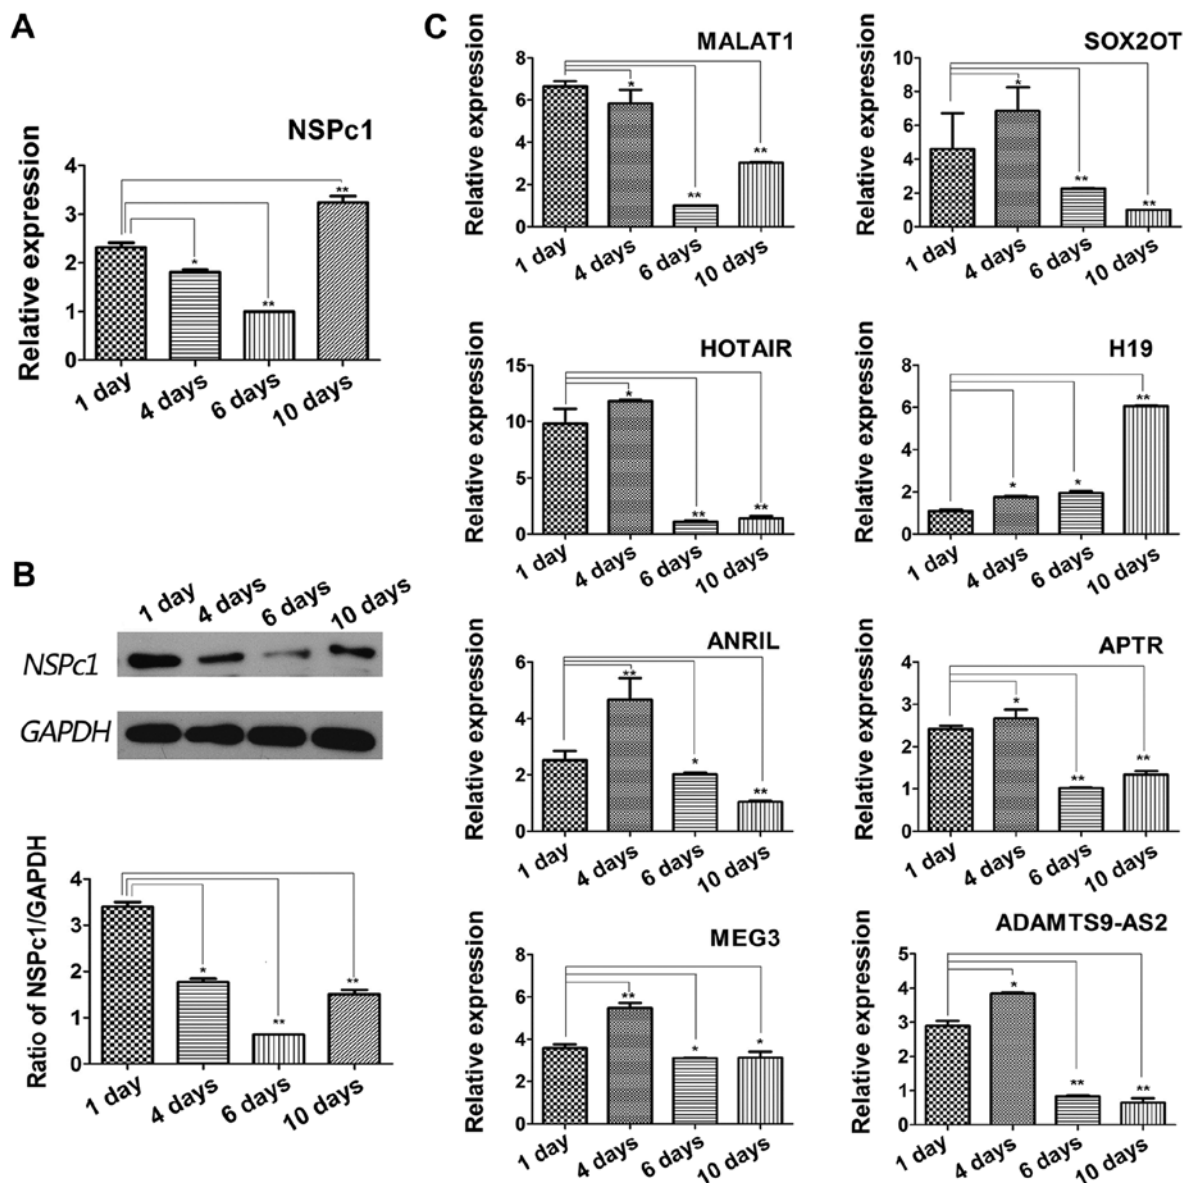 A
NSPc1
Relative expression
4
3
2
1
0
**
*
**
1 day
4 days
6 days
10 days
B
1 day
4 days
6 days
10 days
NSPc1
GAPDH
Ratio of NSPc1/GAPDH
4
3
2
1
0
*
**
**
1 day
4 days
6 days
10 days
C
MALAT1
Relative expression
8
6
4
2
0
*
**
**
1 day
4 days
6 days
10 days
SOX2OT
Relative expression
10
8
6
4
2
0
*
**
**
1 day
4 days
6 days
10 days
HOTAIR
Relative expression
15
10
5
0
*
**
**
1 day
4 days
6 days
10 days
H19
Relative expression
8
6
4
2
0
*
*
**
1 day
4 days
6 days
10 days
ANRIL
Relative expression
6
4
2
0
**
*
**
1 day
4 days
6 days
10 days
APTR
Relative expression
4
3
2
1
0
*
**
**
1 day
4 days
6 days
10 days
MEG3
Relative expression
8
6
4
2
0
**
*
*
1 day
4 days
6 days
10 days
ADAMTS9-AS2
Relative expression
5
4
3
2
1
0
*
**
**
1 day
4 days
6 days
10 days